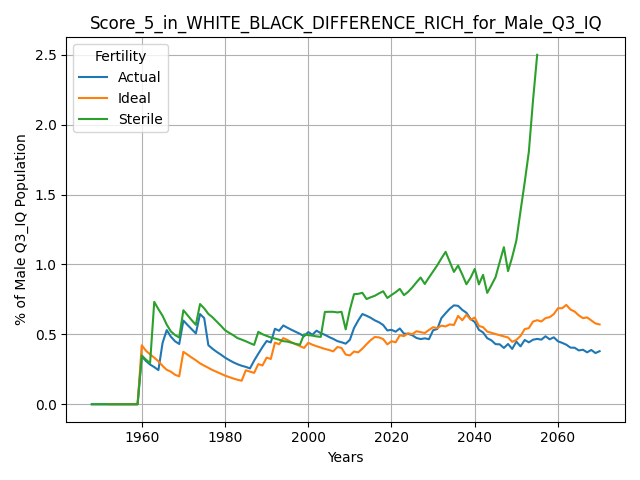 Score_5_in_WHITE_BLACK_DIFFERENCE_RICH_for_Male_Q3_IQ
Fertility
Actual
Ideal
Sterile
% of Male Q3_IQ Population
2.5
2.0
1.5
1.0
0.5
0.0
1960 1980 2000 2020 2040 2060
Years